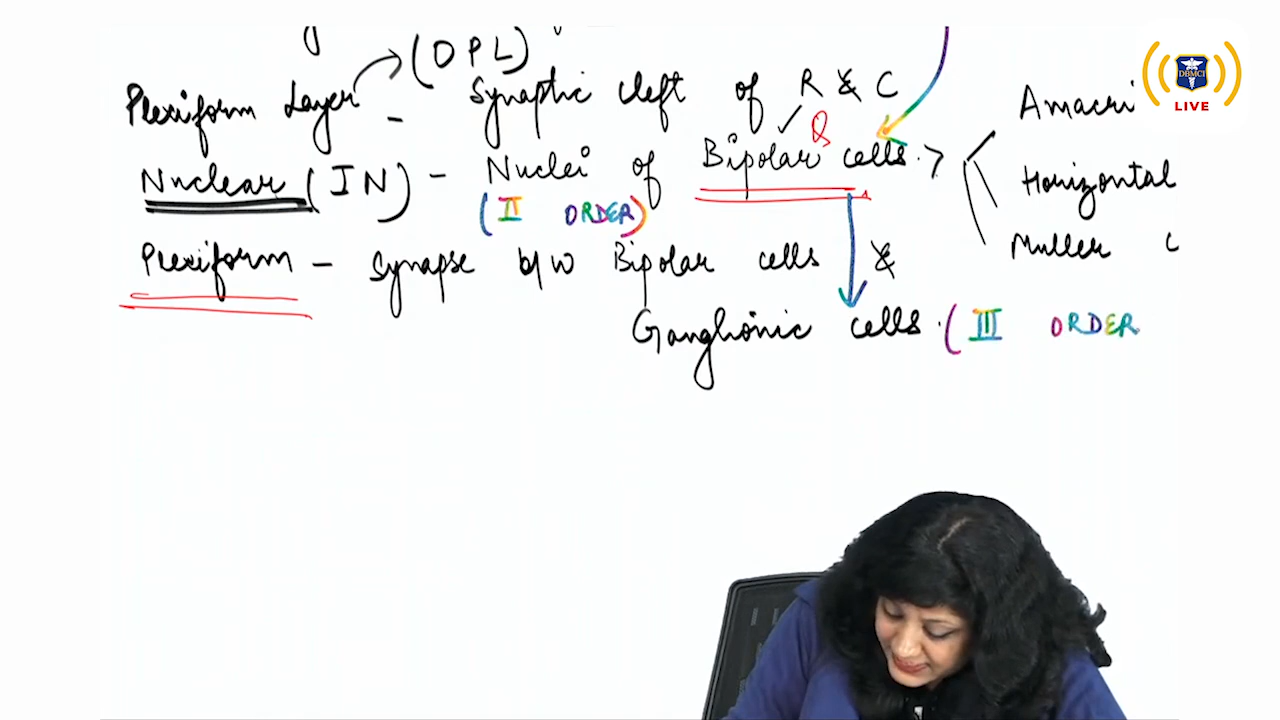 (OPL)
Plexiform Layer - Synaptic cleft of R & C
Nuclear (IN) - Nuclei of Bipolar cells.
(II ORDER)
Amacri
Horizontal
Muller C
Plexiform - Synapse b/w Bipolar cells &
Ganglionic cells. (III ORDER
DBMCI
LIVE